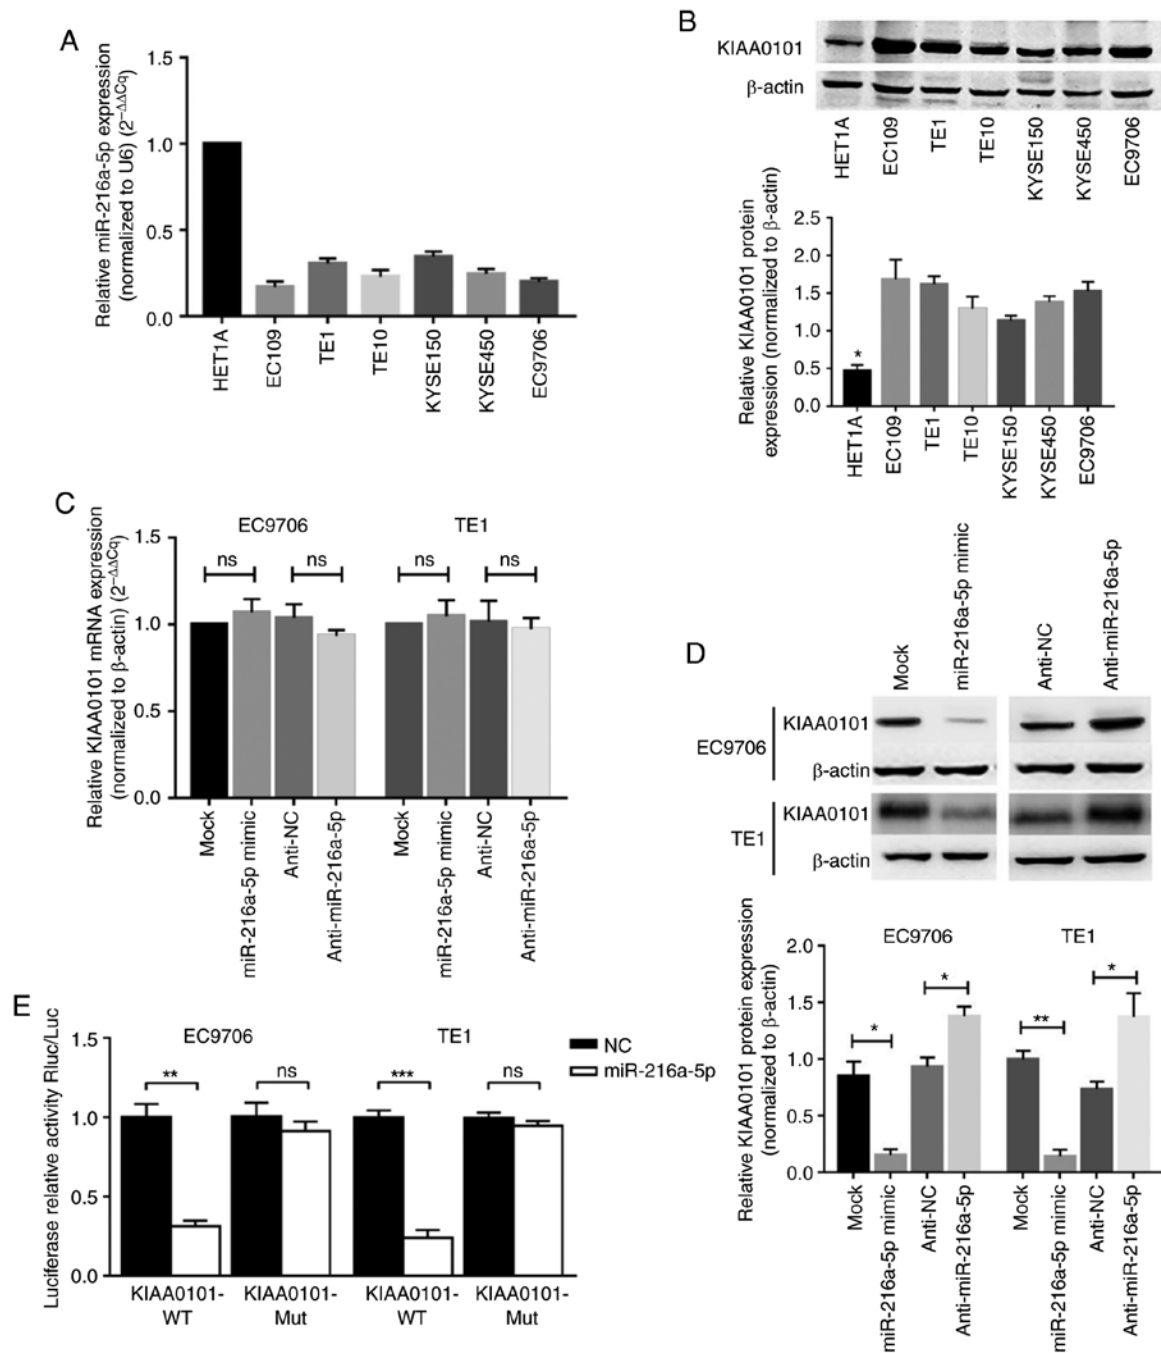 A
Relative miR-216a-5p expression
(normalized to U6) (2−ΔΔCq)
1.5
1.0
0.5
0.0
HET1A
EC109
TE1
TE10
KYSE150
KYSE450
EC9706
B
KIAA0101
β-actin
HET1A
EC109
TE1
TE10
KYSE150
KYSE450
EC9706
Relative KIAA0101 protein
expression (normalized to β-actin)
2.5
2.0
1.5
1.0
0.5
0.0
*
HET1A
EC109
TE1
TE10
KYSE150
KYSE450
EC9706
C
Relative KIAA0101 mRNA expression
(normalized to β-actin) (2−ΔΔCq)
EC9706
TE1
1.5
1.0
0.5
0.0
ns
ns
ns
ns
Mock
miR-216a-5p mimic
Anti-NC
Anti-miR-216a-5p
Mock
miR-216a-5p mimic
Anti-NC
Anti-miR-216a-5p
D
Mock
miR-216a-5p mimic
Anti-NC
Anti-miR-216a-5p
EC9706
KIAA0101
β-actin
TE1
KIAA0101
β-actin
Relative KIAA0101 protein expression
(normalized to β-actin)
EC9706
TE1
2.0
1.5
1.0
0.5
0.0
*
*
**
*
Mock
miR-216a-5p mimic
Anti-NC
Anti-miR-216a-5p
Mock
miR-216a-5p mimic
Anti-NC
Anti-miR-216a-5p
E
Luciferase relative activity Rluc/Luc
EC9706
TE1
NC
miR-216a-5p
1.5
1.0
0.5
0.0
**
ns
***
ns
KIAA0101-
WT
KIAA0101-
Mut
KIAA0101-
WT
KIAA0101-
Mut